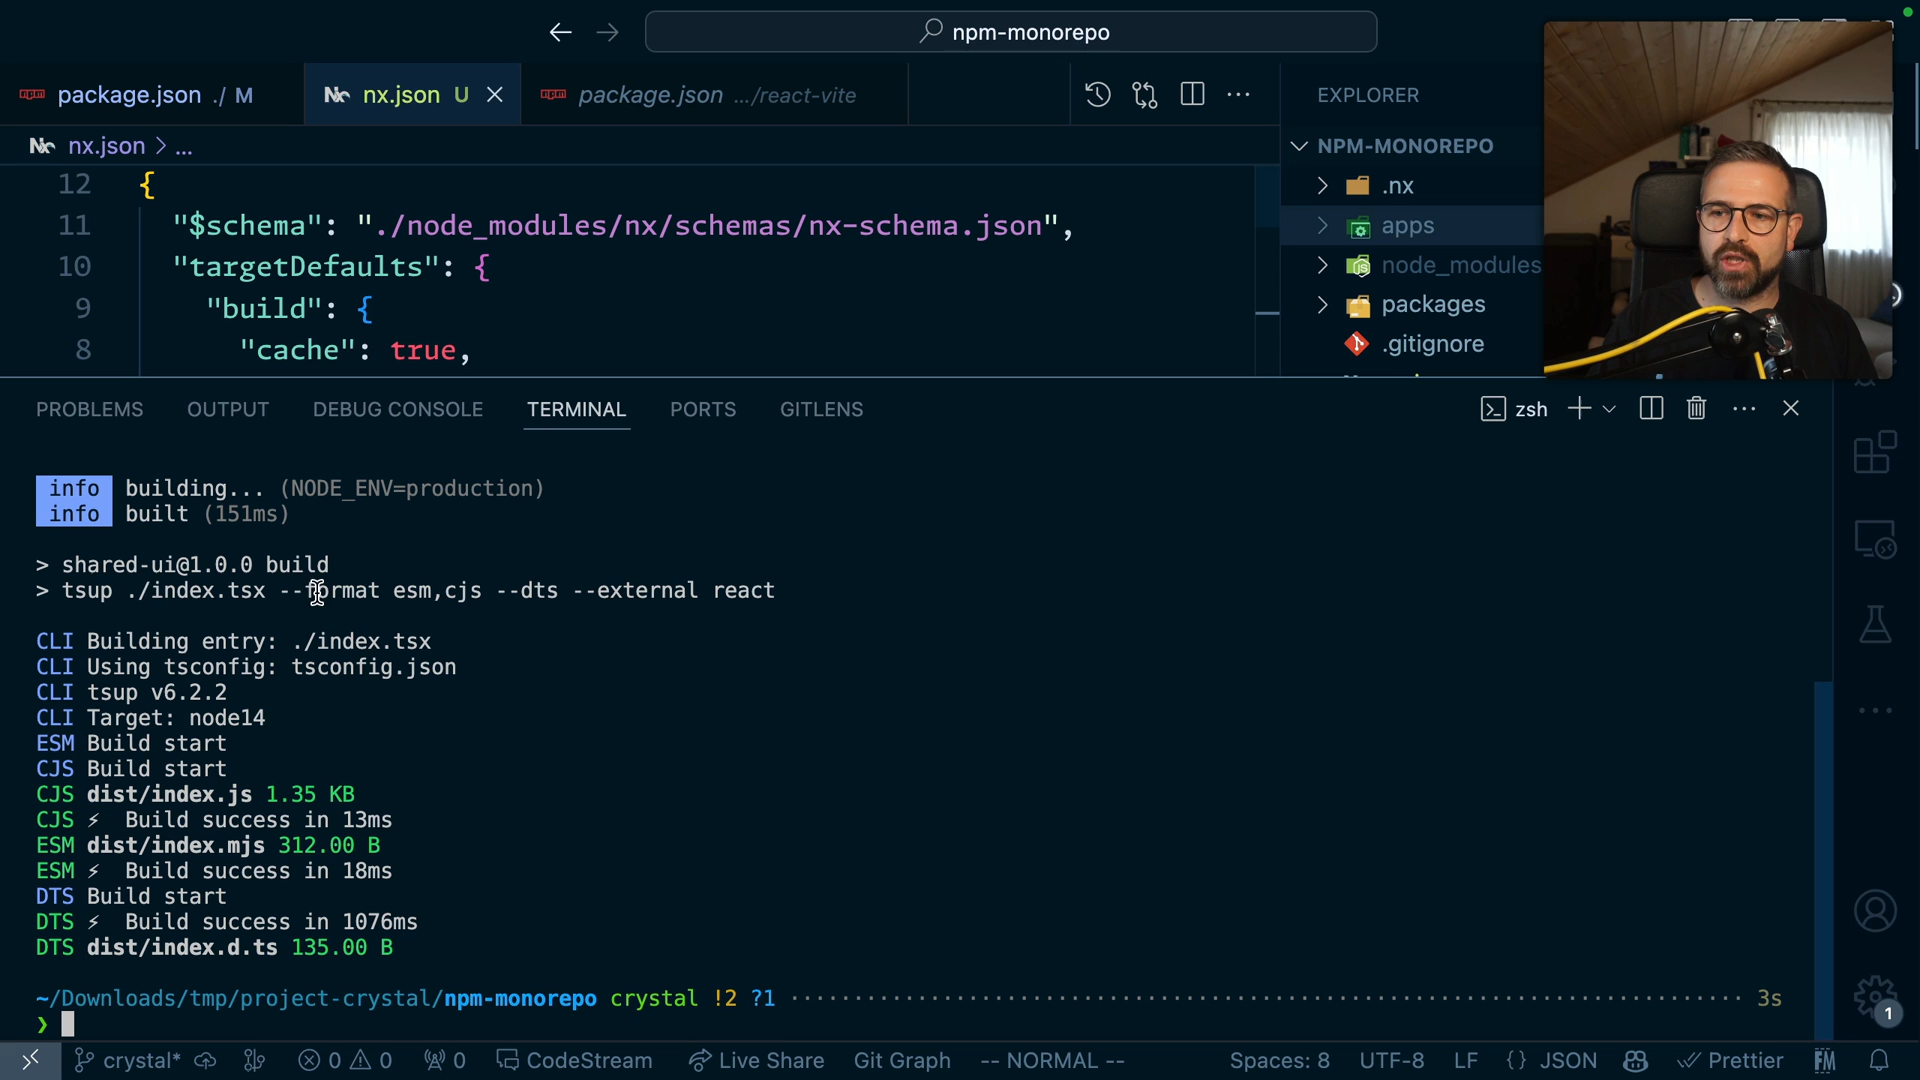 npm-monorepo
package.json ./ M
nx.json U
package.json .../react-vite
EXPLORER
nx.json > ...
NPM-MONOREPO
12 {
11 "$schema": "./node_modules/nx/schemas/nx-schema.json",
10 "targetDefaults": {
9 "build": {
8 "cache": true,
.nx
apps
node_modules
packages
.gitignore
PROBLEMS OUTPUT DEBUG CONSOLE TERMINAL PORTS GITLENS
zsh
info building... (NODE_ENV=production)
info built (151ms)
> shared-ui@1.0.0 build
> tsup ./index.tsx --format esm,cjs --dts --external react
CLI Building entry: ./index.tsx
CLI Using tsconfig: tsconfig.json
CLI tsup v6.2.2
CLI Target: node14
ESM Build start
CJS Build start
CJS dist/index.js 1.35 KB
CJS ⚡ Build success in 13ms
ESM dist/index.mjs 312.00 B
ESM ⚡ Build success in 18ms
DTS Build start
DTS ⚡ Build success in 1076ms
DTS dist/index.d.ts 135.00 B
~/Downloads/tmp/project-crystal/npm-monorepo crystal !2 ?1 3s
❯
1
crystal* 0 0 0 CodeStream Live Share Git Graph -- NORMAL -- Spaces: 8 UTF-8 LF {} JSON Prettier FM